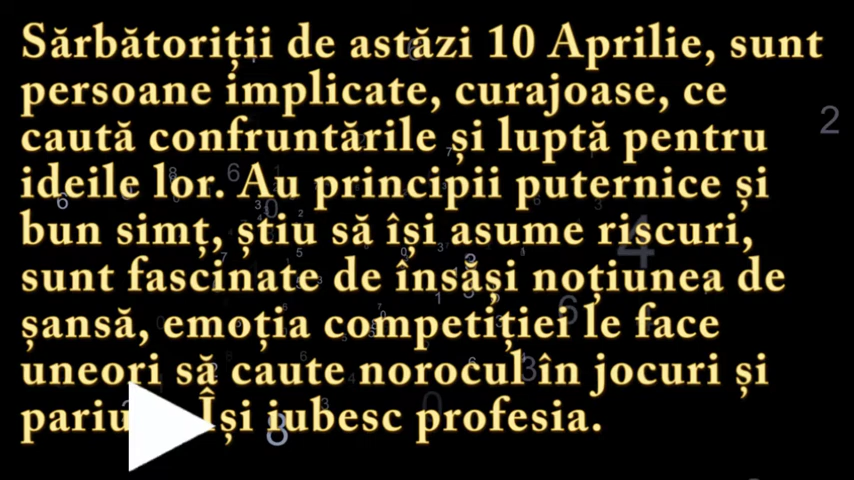 Sărbătoriții de astăzi 10 Aprilie, sunt
persoane implicate, curajoase, ce
caută confruntările și luptă pentru
ideile lor. Au principii puternice și
bun simț, știu să își asume riscuri,
sunt fascinate de însăși noțiunea de
șansă, emoția competiției le face
uneori să caute norocul în jocuri și
Își iubesc profesia.